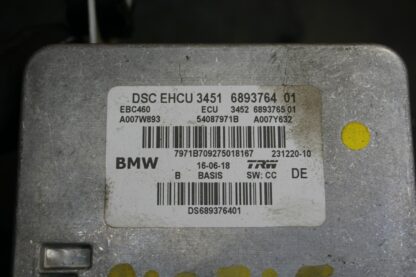 DSC EHCU 3451 6893764 01
EBC460 ECU 3452 6893765 01
A007W893 54087971B A007Y632
7971B709275018167 231220-10
BMW 16-06-18 TRW DE
B BASIS SW: CC
DS689376401